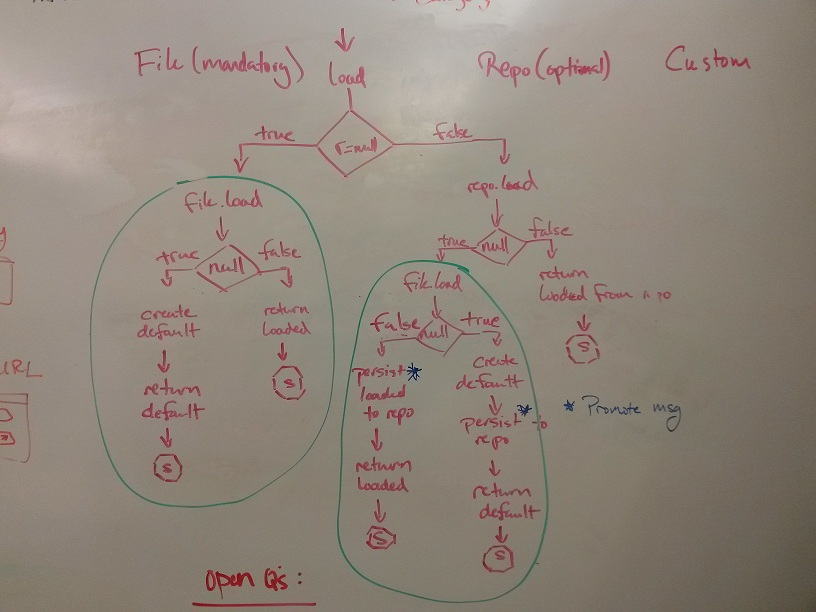 File (mandatory)
load
Repo (optional)
Custom
true
r=null
false
file.load
repo.load
true
null
false
true
null
false
return
loaded from repo
S
create
default
return
loaded
return
default
S
S
file.load
false
null
true
persist *
loaded
to repo
return
loaded
S
create
default
persist * to
repo
return
default
S
* Promote msg
URL
Open Q's: